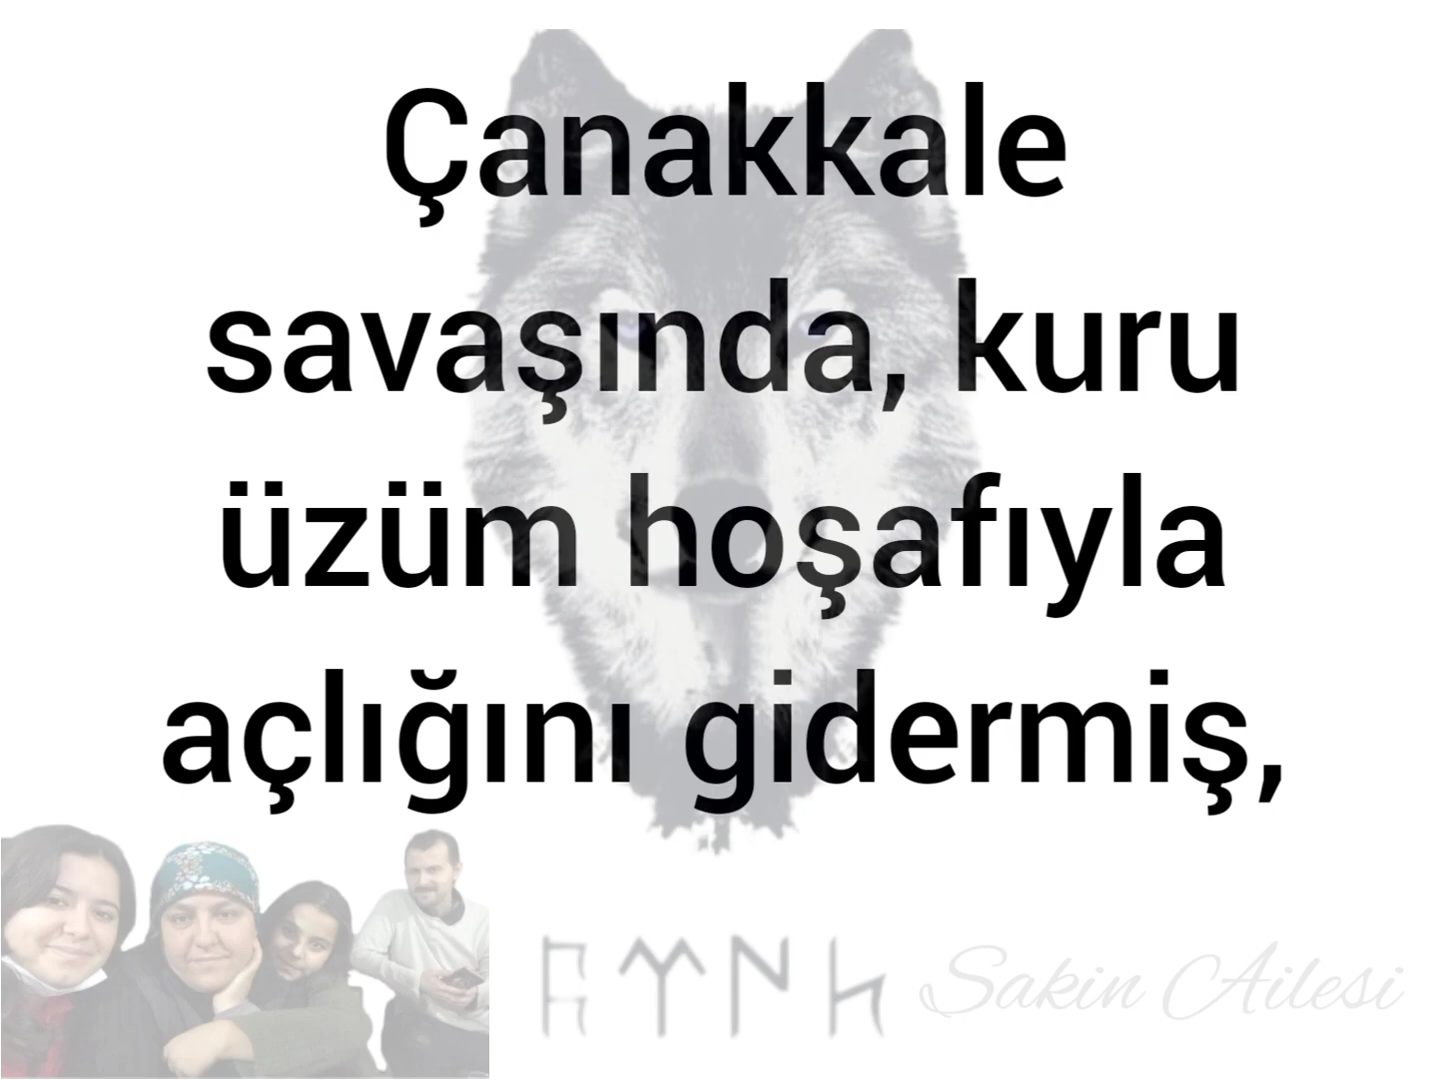 Çanakkale
savaşında, kuru
üzüm hoşafıyla
açlığını gidermiş,
Sakin Ailesi